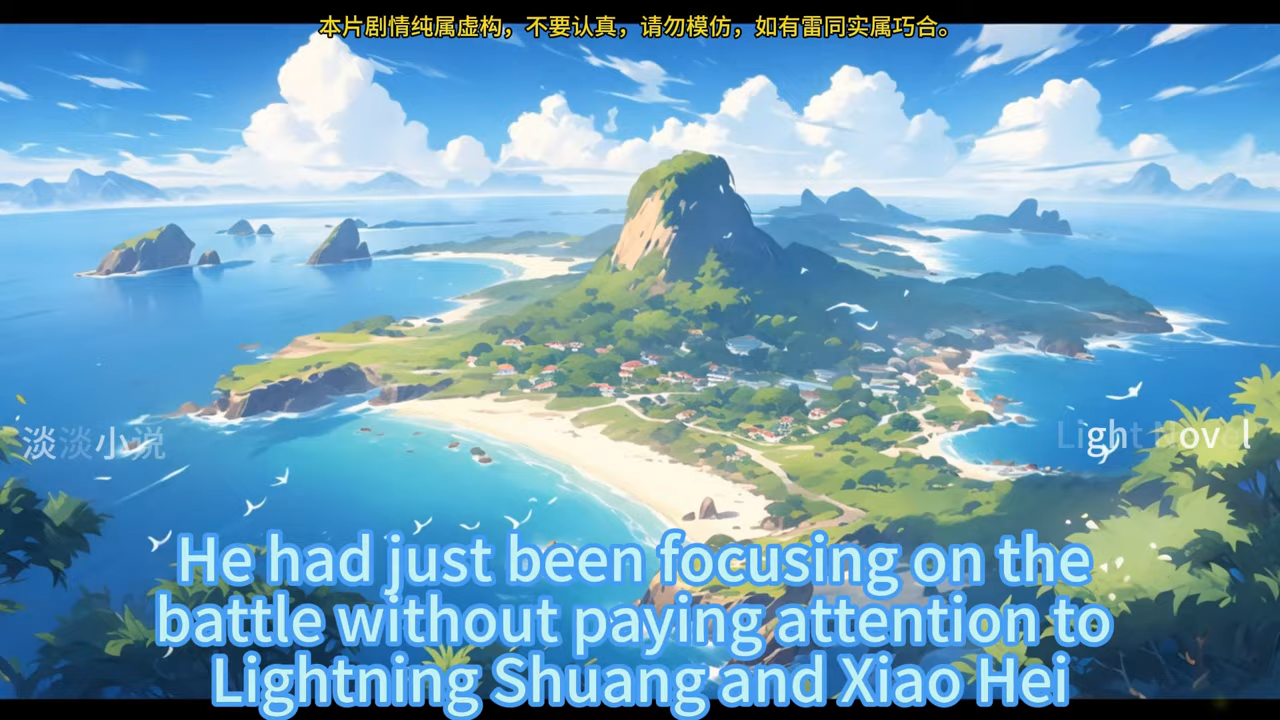 本片剧情纯属虚构，不要认真，请勿模仿，如有雷同实属巧合。
淡淡小说
Light Novel
He had just been focusing on the
battle without paying attention to
Lightning Shuang and Xiao Hei